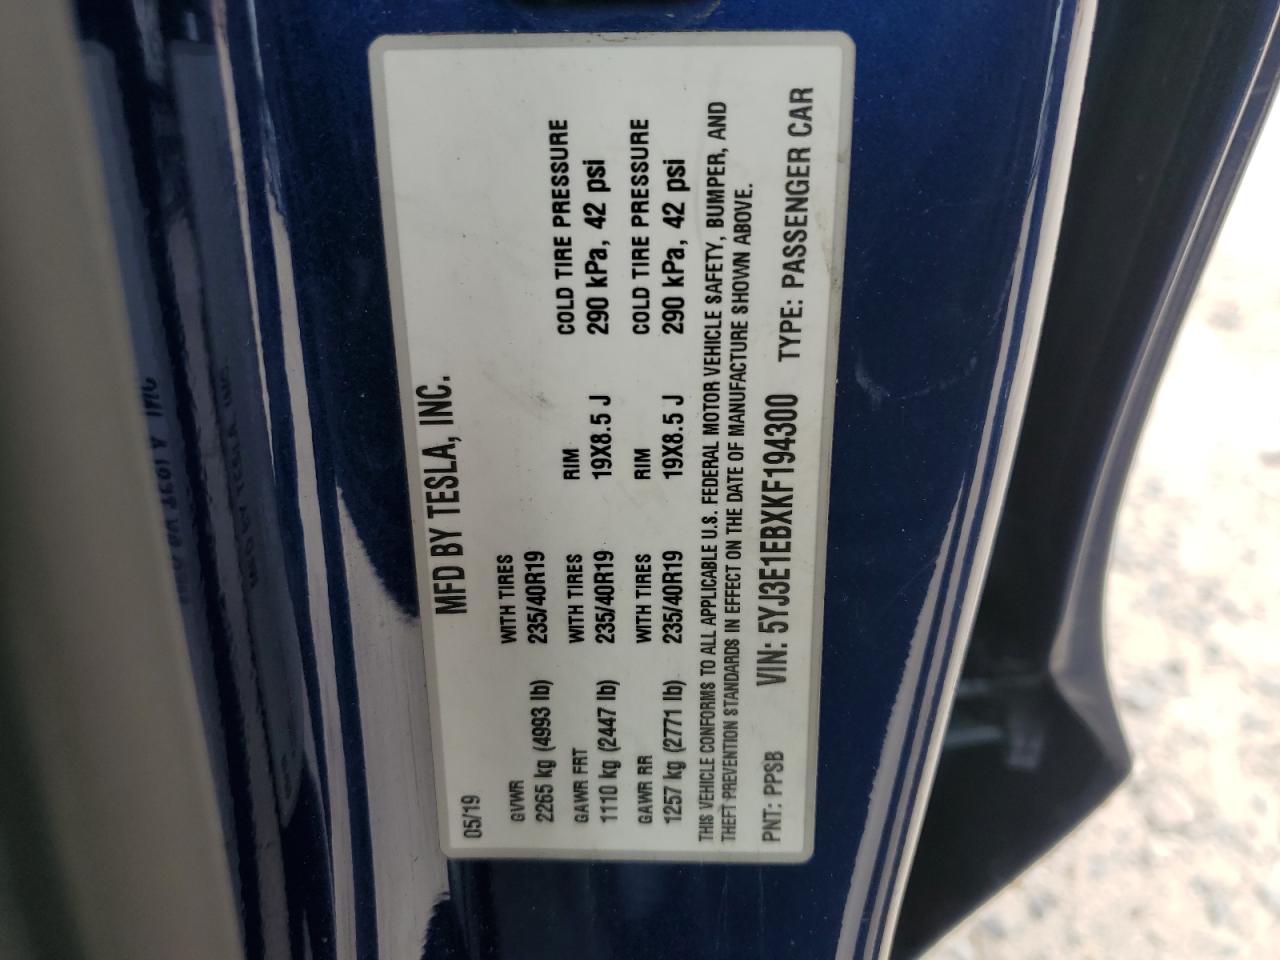 MFD BY TESLA, INC.
05/19
GVWR WITH TIRES
2265 kg (4993 lb) 235/40R19
GAWR FRT WITH TIRES RIM COLD TIRE PRESSURE
1110 kg (2447 lb) 235/40R19 19X8.5 J 290 kPa, 42 psi
GAWR RR WITH TIRES RIM COLD TIRE PRESSURE
1257 kg (2771 lb) 235/40R19 19X8.5 J 290 kPa, 42 psi
THIS VEHICLE CONFORMS TO ALL APPLICABLE U.S. FEDERAL MOTOR VEHICLE SAFETY, BUMPER, AND
THEFT PREVENTION STANDARDS IN EFFECT ON THE DATE OF MANUFACTURE SHOWN ABOVE.
PNT: PPSB VIN: 5YJ3E1EBXKF194300 TYPE: PASSENGER CAR